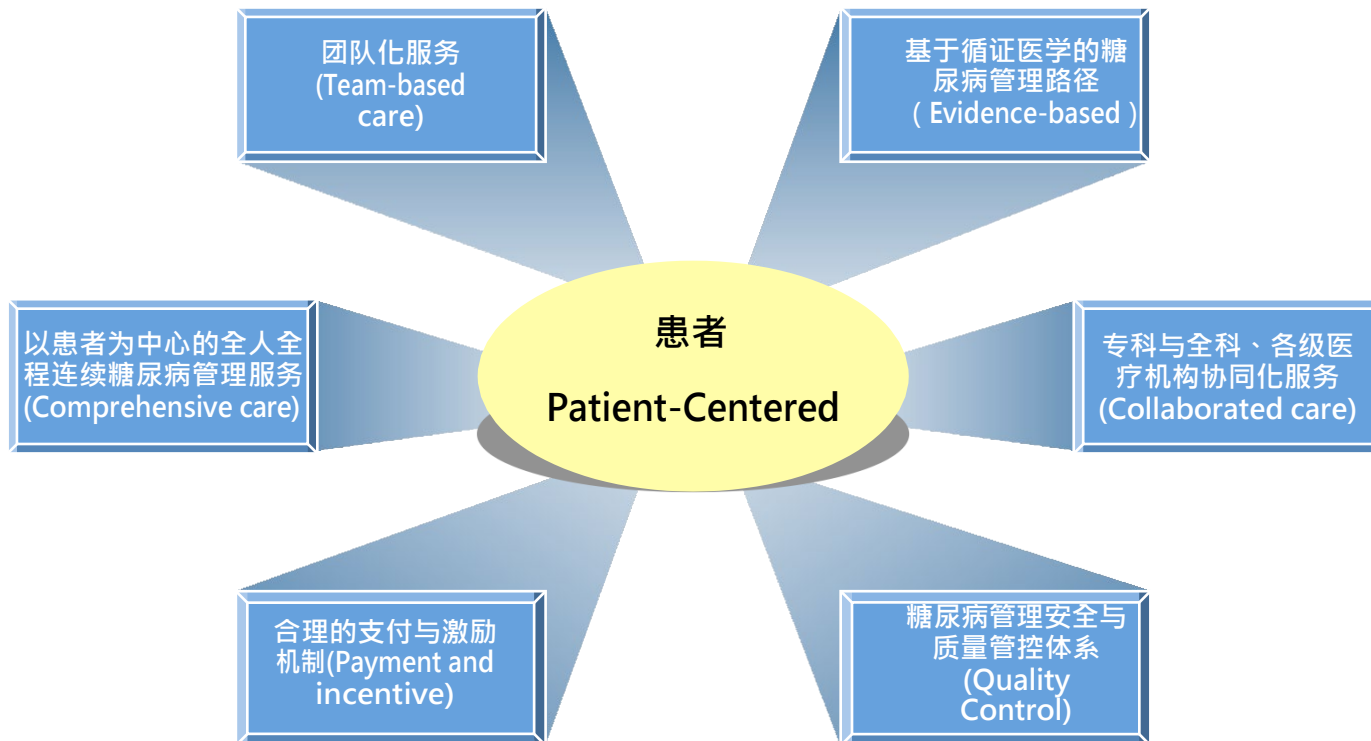 团队化服务
(Team-based
care)
基于循证医学的糖
尿病管理路径
（Evidence-based）
以患者为中心的全人全
程连续糖尿病管理服务
(Comprehensive care)
患者
Patient-Centered
专科与全科、各级医
疗机构协同化服务
(Collaborated care)
合理的支付与激励
机制(Payment and
incentive)
糖尿病管理安全与
质量管控体系
(Quality
Control)